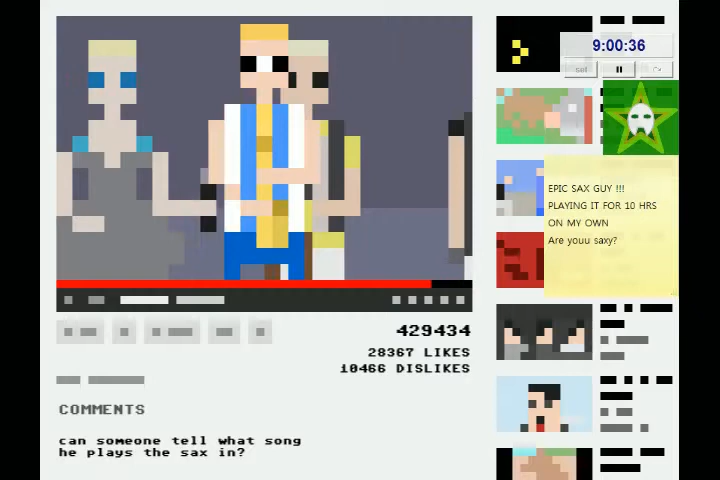 9:00:36
set
EPIC SAX GUY !!!
PLAYING IT FOR 10 HRS
ON MY OWN
Are youu saxy?
429434
28367 LIKES
10466 DISLIKES
COMMENTS
can someone tell what song
he plays the sax in?